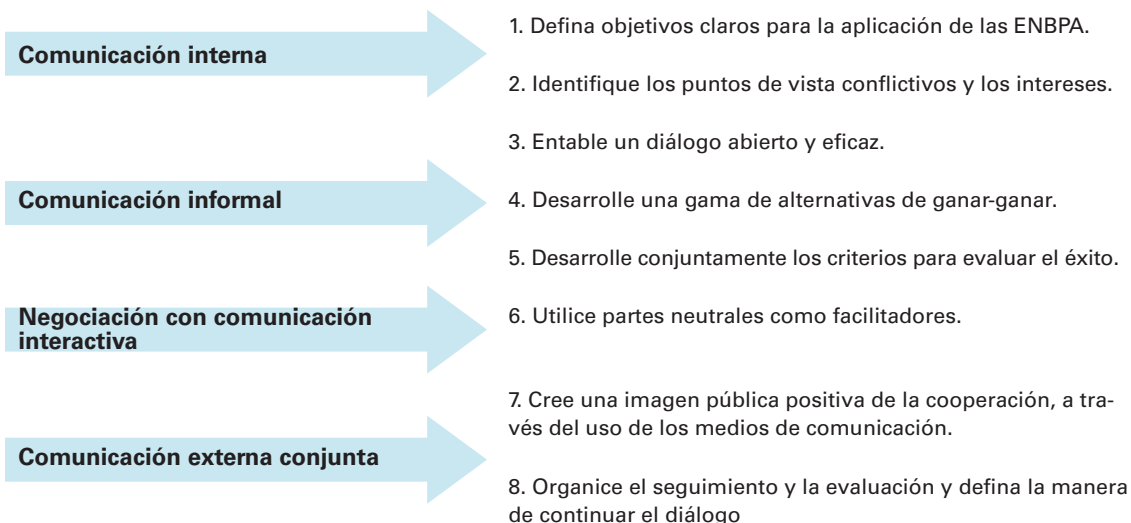 Comunicación interna
1. Defina objetivos claros para la aplicación de las ENBPA.
2. Identifique los puntos de vista conflictivos y los intereses.
3. Entable un diálogo abierto y eficaz.
Comunicación informal
4. Desarrolle una gama de alternativas de ganar-ganar.
5. Desarrolle conjuntamente los criterios para evaluar el éxito.
Negociación con comunicación
interactiva
6. Utilice partes neutrales como facilitadores.
7. Cree una imagen pública positiva de la cooperación, a tra-
vés del uso de los medios de comunicación.
Comunicación externa conjunta
8. Organice el seguimiento y la evaluación y defina la manera
de continuar el diálogo